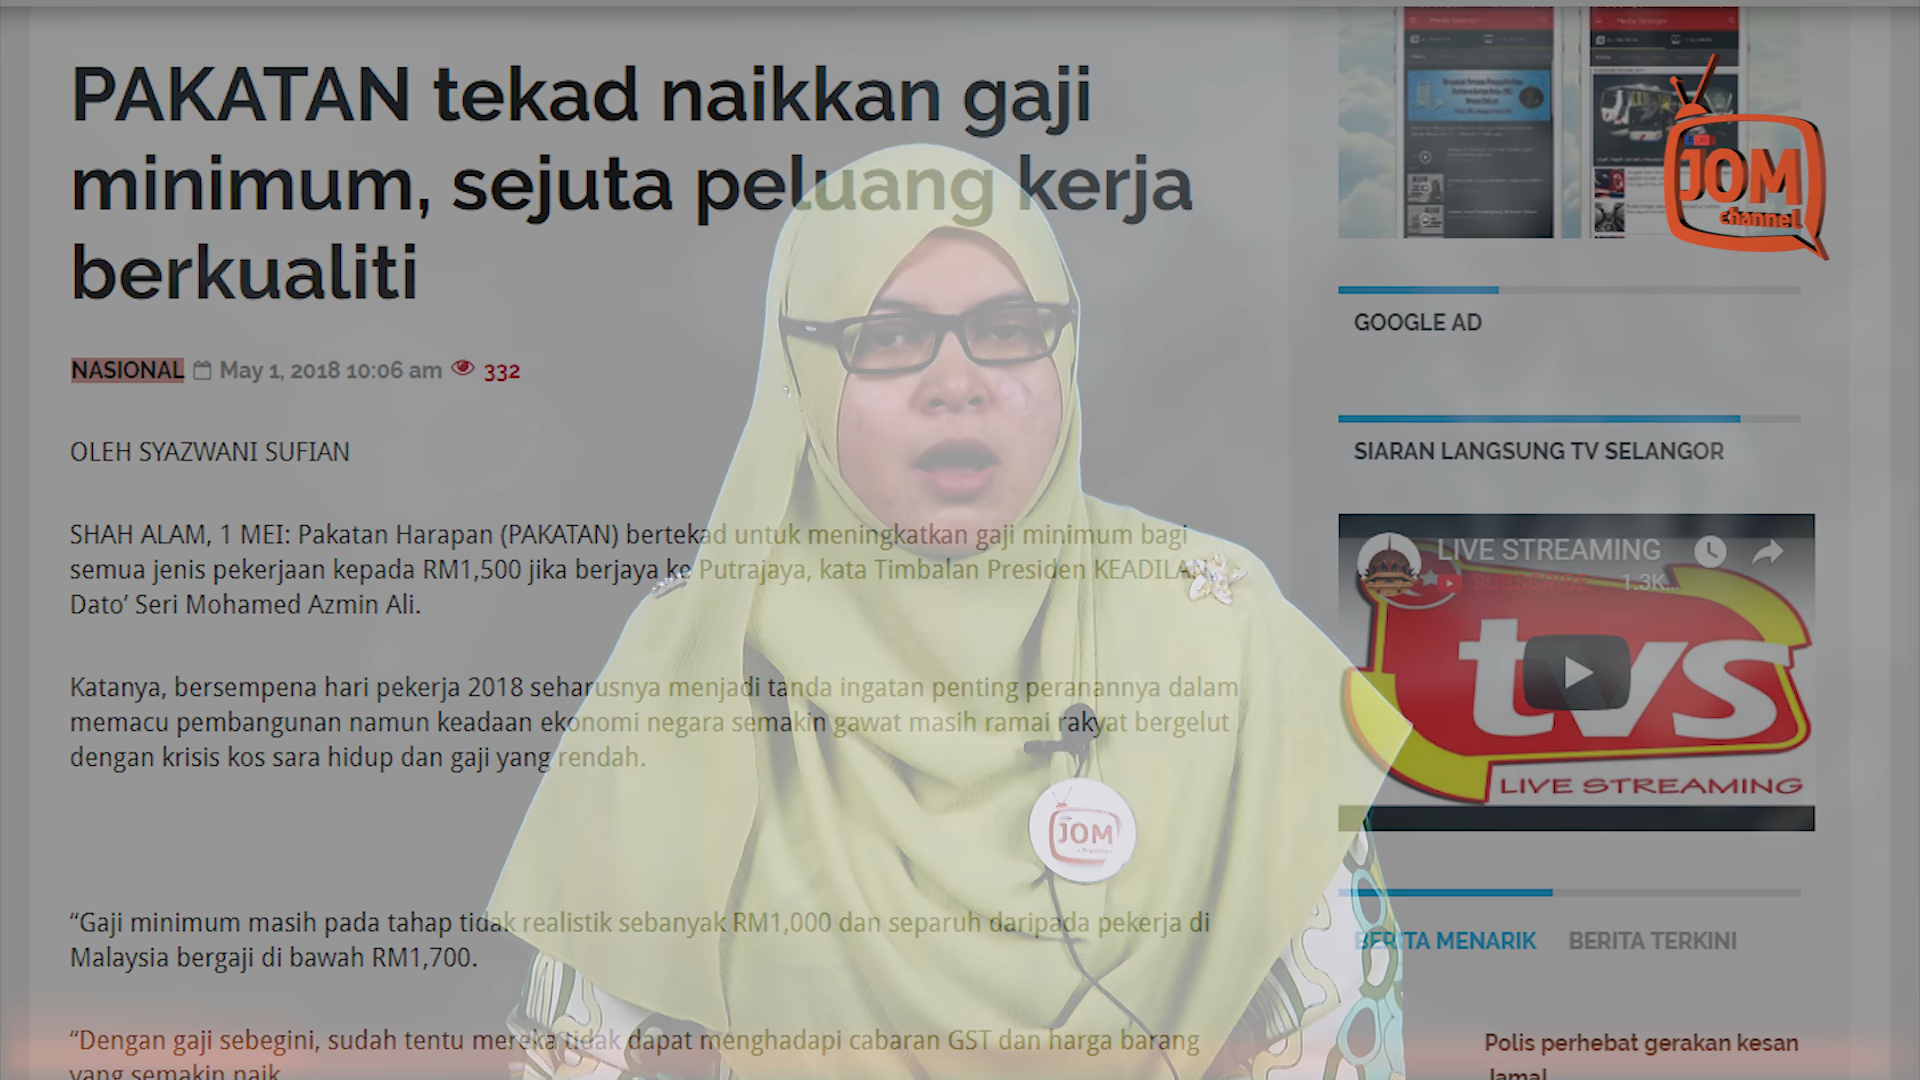 PAKATAN tekad naikkan gaji
minimum, sejuta peluang kerja
berkualiti
NASIONAL May 1, 2018 10:06 am 332
OLEH SYAZWANI SUFIAN
SHAH ALAM, 1 MEI: Pakatan Harapan (PAKATAN) bertekad untuk meningkatkan gaji minimum bagi
semua jenis pekerjaan kepada RM1,500 jika berjaya ke Putrajaya, kata Timbalan Presiden KEADILAN
Dato’ Seri Mohamed Azmin Ali.
Katanya, bersempena hari pekerja 2018 seharusnya menjadi tanda ingatan penting peranannya dalam
memacu pembangunan namun keadaan ekonomi negara semakin gawat masih ramai rakyat bergelut
dengan krisis kos sara hidup dan gaji yang rendah.
“Gaji minimum masih pada tahap tidak realistik sebanyak RM1,000 dan separuh daripada pekerja di
Malaysia bergaji di bawah RM1,700.
“Dengan gaji sebegini, sudah tentu mereka tidak dapat menghadapi cabaran GST dan harga barang
yang semakin naik
JOM
channel
GOOGLE AD
SIARAN LANGSUNG TV SELANGOR
LIVE STREAMING
SUBSCRIBE 1.3K...
tvs
LIVE STREAMING
JOM
BERITA MENARIK BERITA TERKINI
Polis perhebat gerakan kesan
Jamal